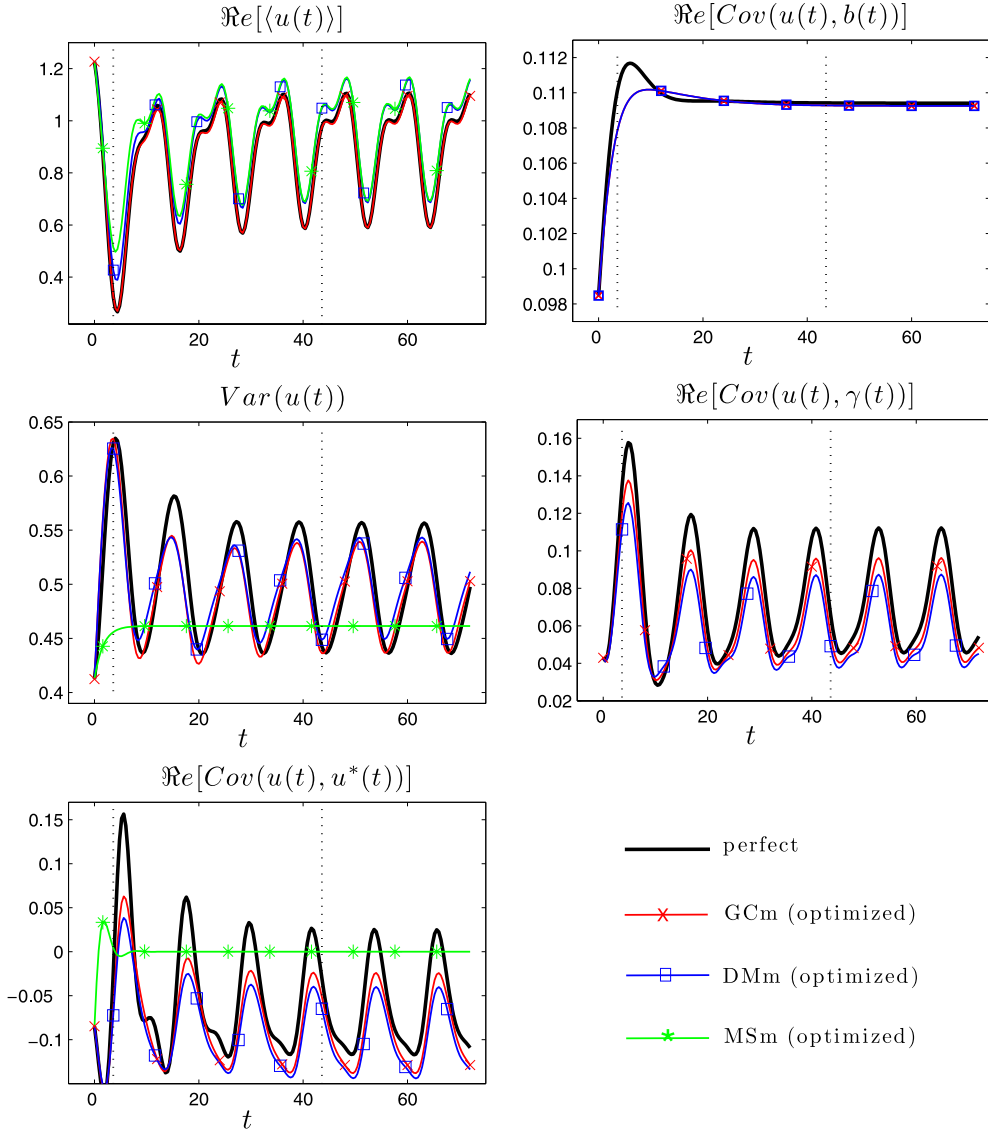 ℜe[⟨u(t)⟩]
1.2
1
0.8
0.6
0.4
0 20 40 60
t
ℜe[Cov(u(t), b(t))]
0.112
0.11
0.108
0.106
0.104
0.102
0.1
0.098
0 20 40 60
t
Var(u(t))
0.65
0.6
0.55
0.5
0.45
0.4
0 20 40 60
t
ℜe[Cov(u(t), γ(t))]
0.16
0.14
0.12
0.1
0.08
0.06
0.04
0.02
0 20 40 60
t
ℜe[Cov(u(t), u*(t))]
0.15
0.1
0.05
0
−0.05
−0.1
0 20 40 60
t
perfect
GCm (optimized)
DMm (optimized)
MSm (optimized)